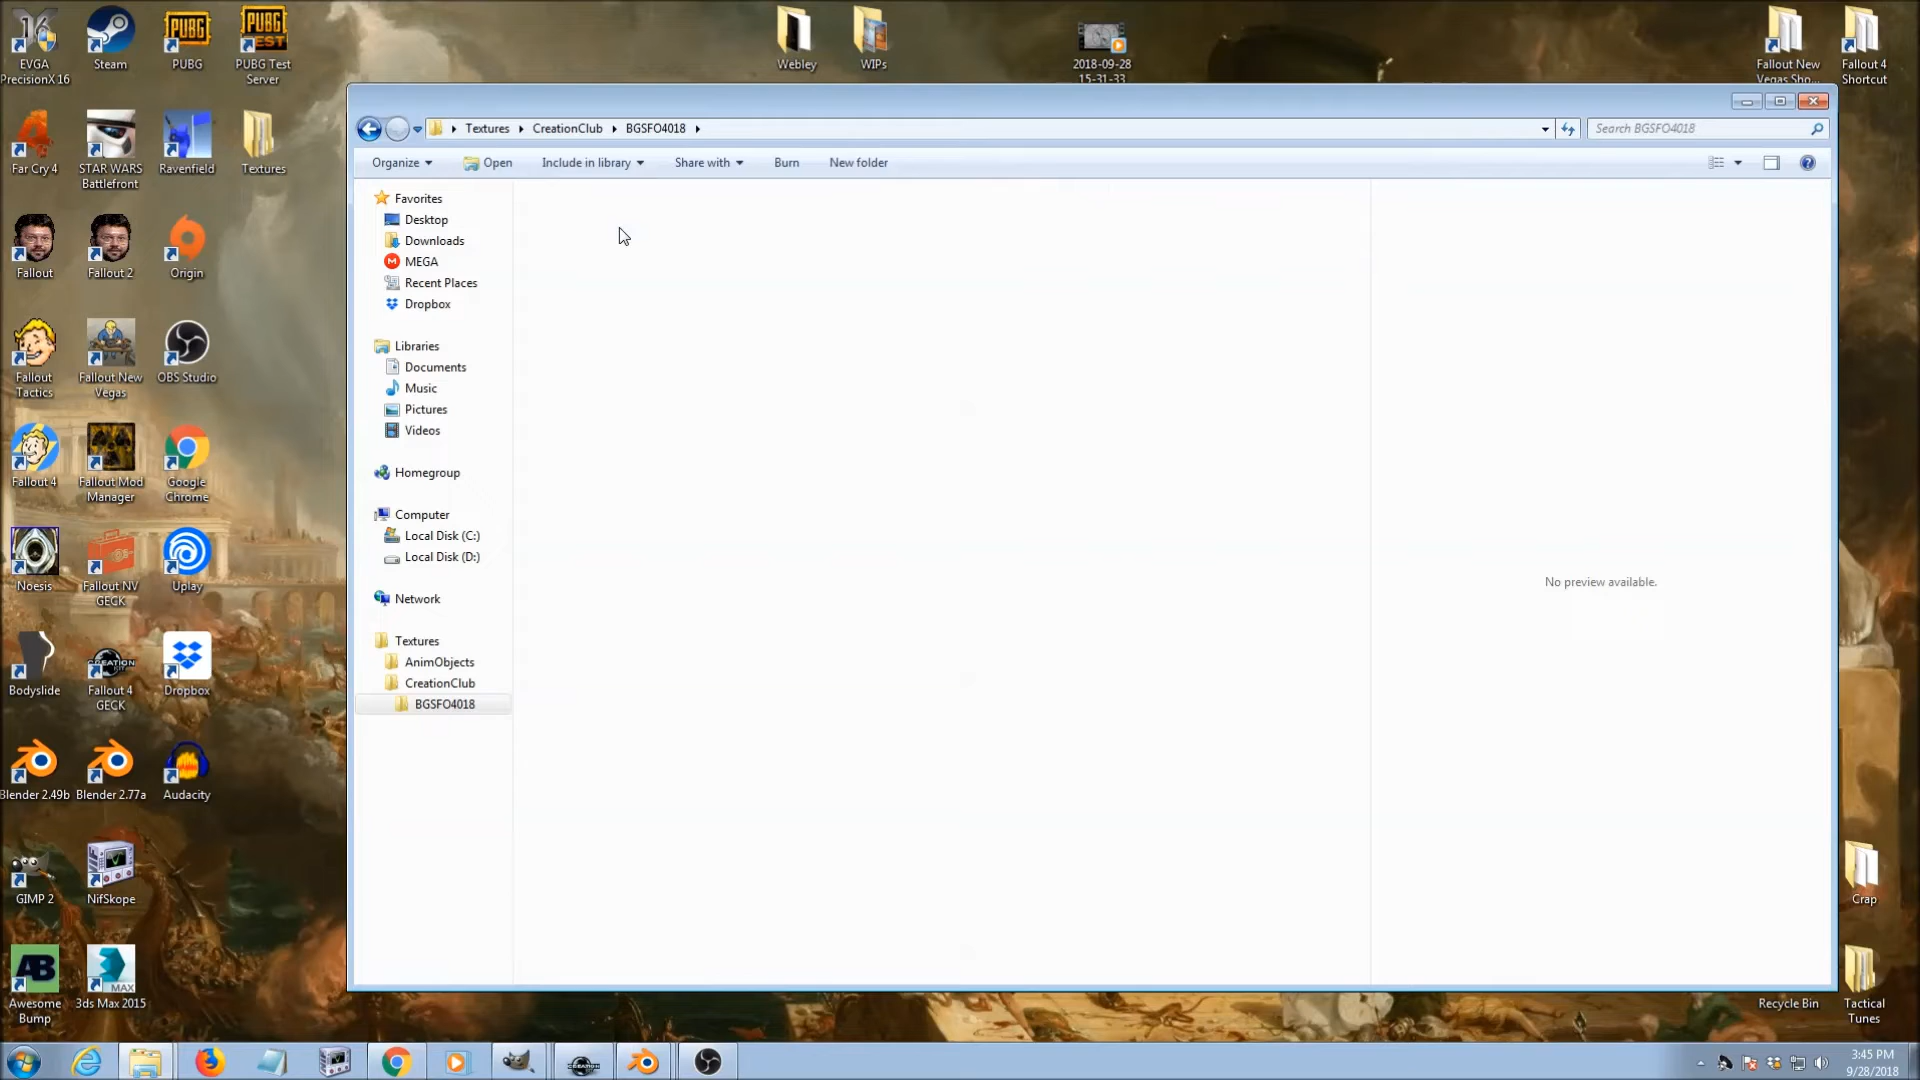 EVGA
PrecisionX 16
Steam
PUBG
PUBG Test
Server
Webley
WIPs
2018-09-28
15-31-33
Fallout New
Vegas Sho...
Fallout 4
Shortcut
Far Cry 4
STAR WARS
Battlefront
Ravenfield
Textures
Fallout
Fallout 2
Origin
Fallout
Tactics
Fallout New
Vegas
OBS Studio
Fallout 4
Fallout Mod
Manager
Google
Chrome
Noesis
Fallout NV
GECK
Uplay
Bodyslide
Fallout 4
GECK
Dropbox
Blender 2.49b
Blender 2.77a
Audacity
GIMP 2
NifSkope
Awesome
Bump
3ds Max 2015
Textures
CreationClub
BGSFO4018
Search BGSFO4018
Organize
Open
Include in library
Share with
Burn
New folder
Favorites
Desktop
Downloads
MEGA
Recent Places
Dropbox
Libraries
Documents
Music
Pictures
Videos
Homegroup
Computer
Local Disk (C:)
Local Disk (D:)
Network
Textures
AnimObjects
CreationClub
BGSFO4018
No preview available.
Crap
Recycle Bin
Tactical
Tunes
3:45 PM
9/28/2018